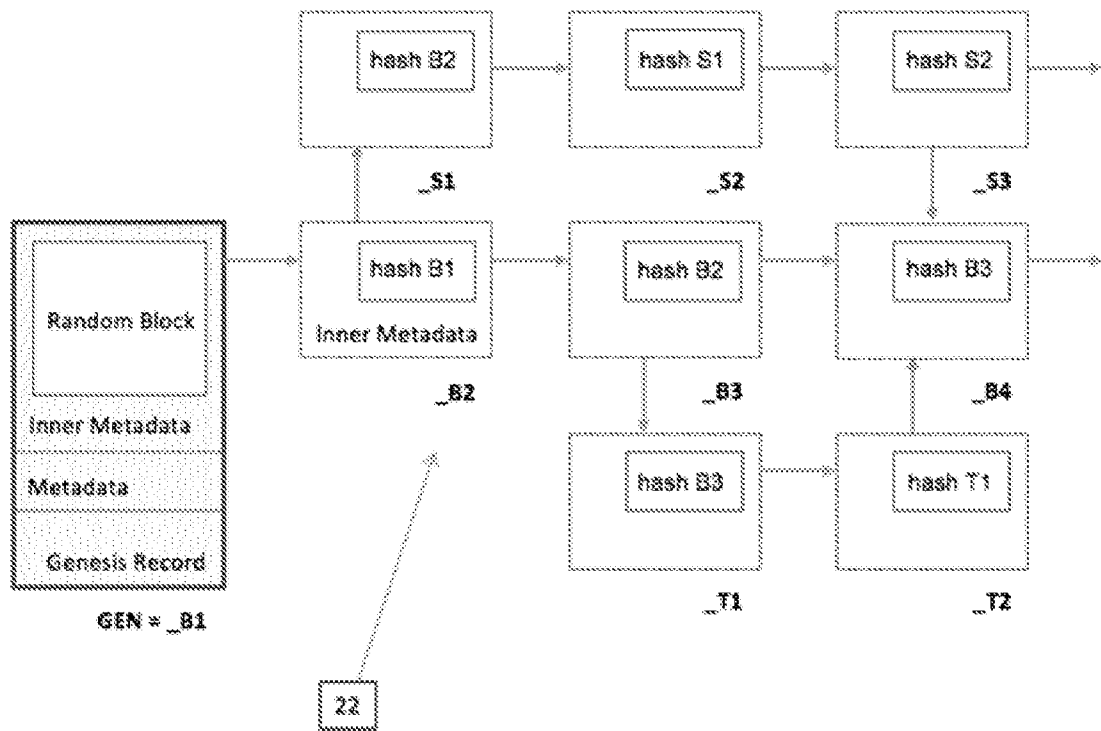 hash B2
hash S1
hash S2
_S1
_S2
_S3
Random Block
Inner Metadata
Metadata
Genesis Record
GEN = _B1
hash B1
Inner Metadata
_B2
hash B2
_B3
hash B3
_B4
hash B3
_T1
hash T1
_T2
22